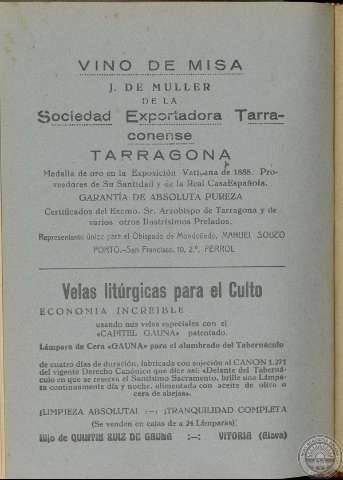 VINO DE MISA
J. DE MULLER
DE LA
Sociedad Exportadora Tarra-
conense
TARRAGONA
Medalla de oro en la Exposición Vaticana de 1888. Pro-
veedores de Su Santidad y de la Real CasaEspañola.
GARANTÍA DE ABSOLUTA PUREZA
Certificados del Excmo. Sr. Arzobispo de Tarragona y de
varios otros Ilustrísimos Prelados.
Representante único para el Obispado de Mondoñedo, MANUEL SOUZO
PORTO.-San Francisco, 10, 2.º, FERROL
Velas litúrgicas para el Culto
ECONOMIA INCREIBLE
usando mis velas especiales con el
«CAPITEL GAUNA» patentado.
Lámpara de Cera «GAUNA» para el alumbrado del Tabernáculo
de cuatro días de duración, fabricada con sujeción al CANON 1.271
del vigente Derecho Canónico que dice así: «Delante del Taberná-
culo en que se reserva el Santísimo Sacramento, brille una Lámpa-
ra continuamente día y noche, alimentada con aceite de oliva o
cera de abejas».
¡LIMPIEZA ABSOLUTA! :—: ¡TRANQUILIDAD COMPLETA
(Se venden en cajas de a 24 Lámparas)
Hijo de QUINTIN RUIZ DE GAUNA :—: VITORIA (Alava)